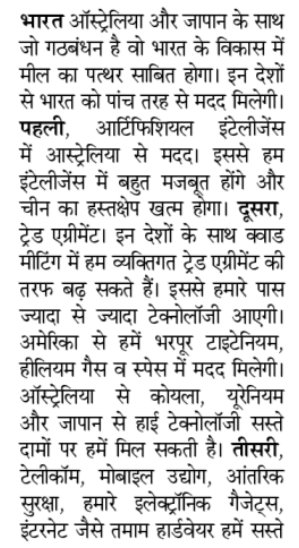 भारत ऑस्ट्रेलिया और जापान के साथ
जो गठबंधन है वो भारत के विकास में
मील का पत्थर साबित होगा। इन देशों
से भारत को पांच तरह से मदद मिलेगी।
पहली, आर्टिफिशियल इंटेलीजेंस
में आस्ट्रेलिया से मदद। इससे हम
इंटेलीजेंस में बहुत मजबूत होंगे और
चीन का हस्तक्षेप खत्म होगा। दूसरा,
ट्रेड एग्रीमेंट। इन देशों के साथ क्वाड
मीटिंग में हम व्यक्तिगत ट्रेड एग्रीमेंट की
तरफ बढ़ सकते हैं। इससे हमारे पास
ज्यादा से ज्यादा टेक्नोलॉजी आएगी।
अमेरिका से हमें भरपूर टाइटेनियम,
हीलियम गैस व स्पेस में मदद मिलेगी।
ऑस्ट्रेलिया से कोयला, यूरेनियम
और जापान से हाई टेक्नोलॉजी सस्ते
दामों पर हमें मिल सकती है। तीसरी,
टेलीकॉम, मोबाइल उद्योग, आंतरिक
सुरक्षा, हमारे इलेक्ट्रॉनिक गैजेट्स,
इंटरनेट जैसे तमाम हार्डवेयर हमें सस्ते